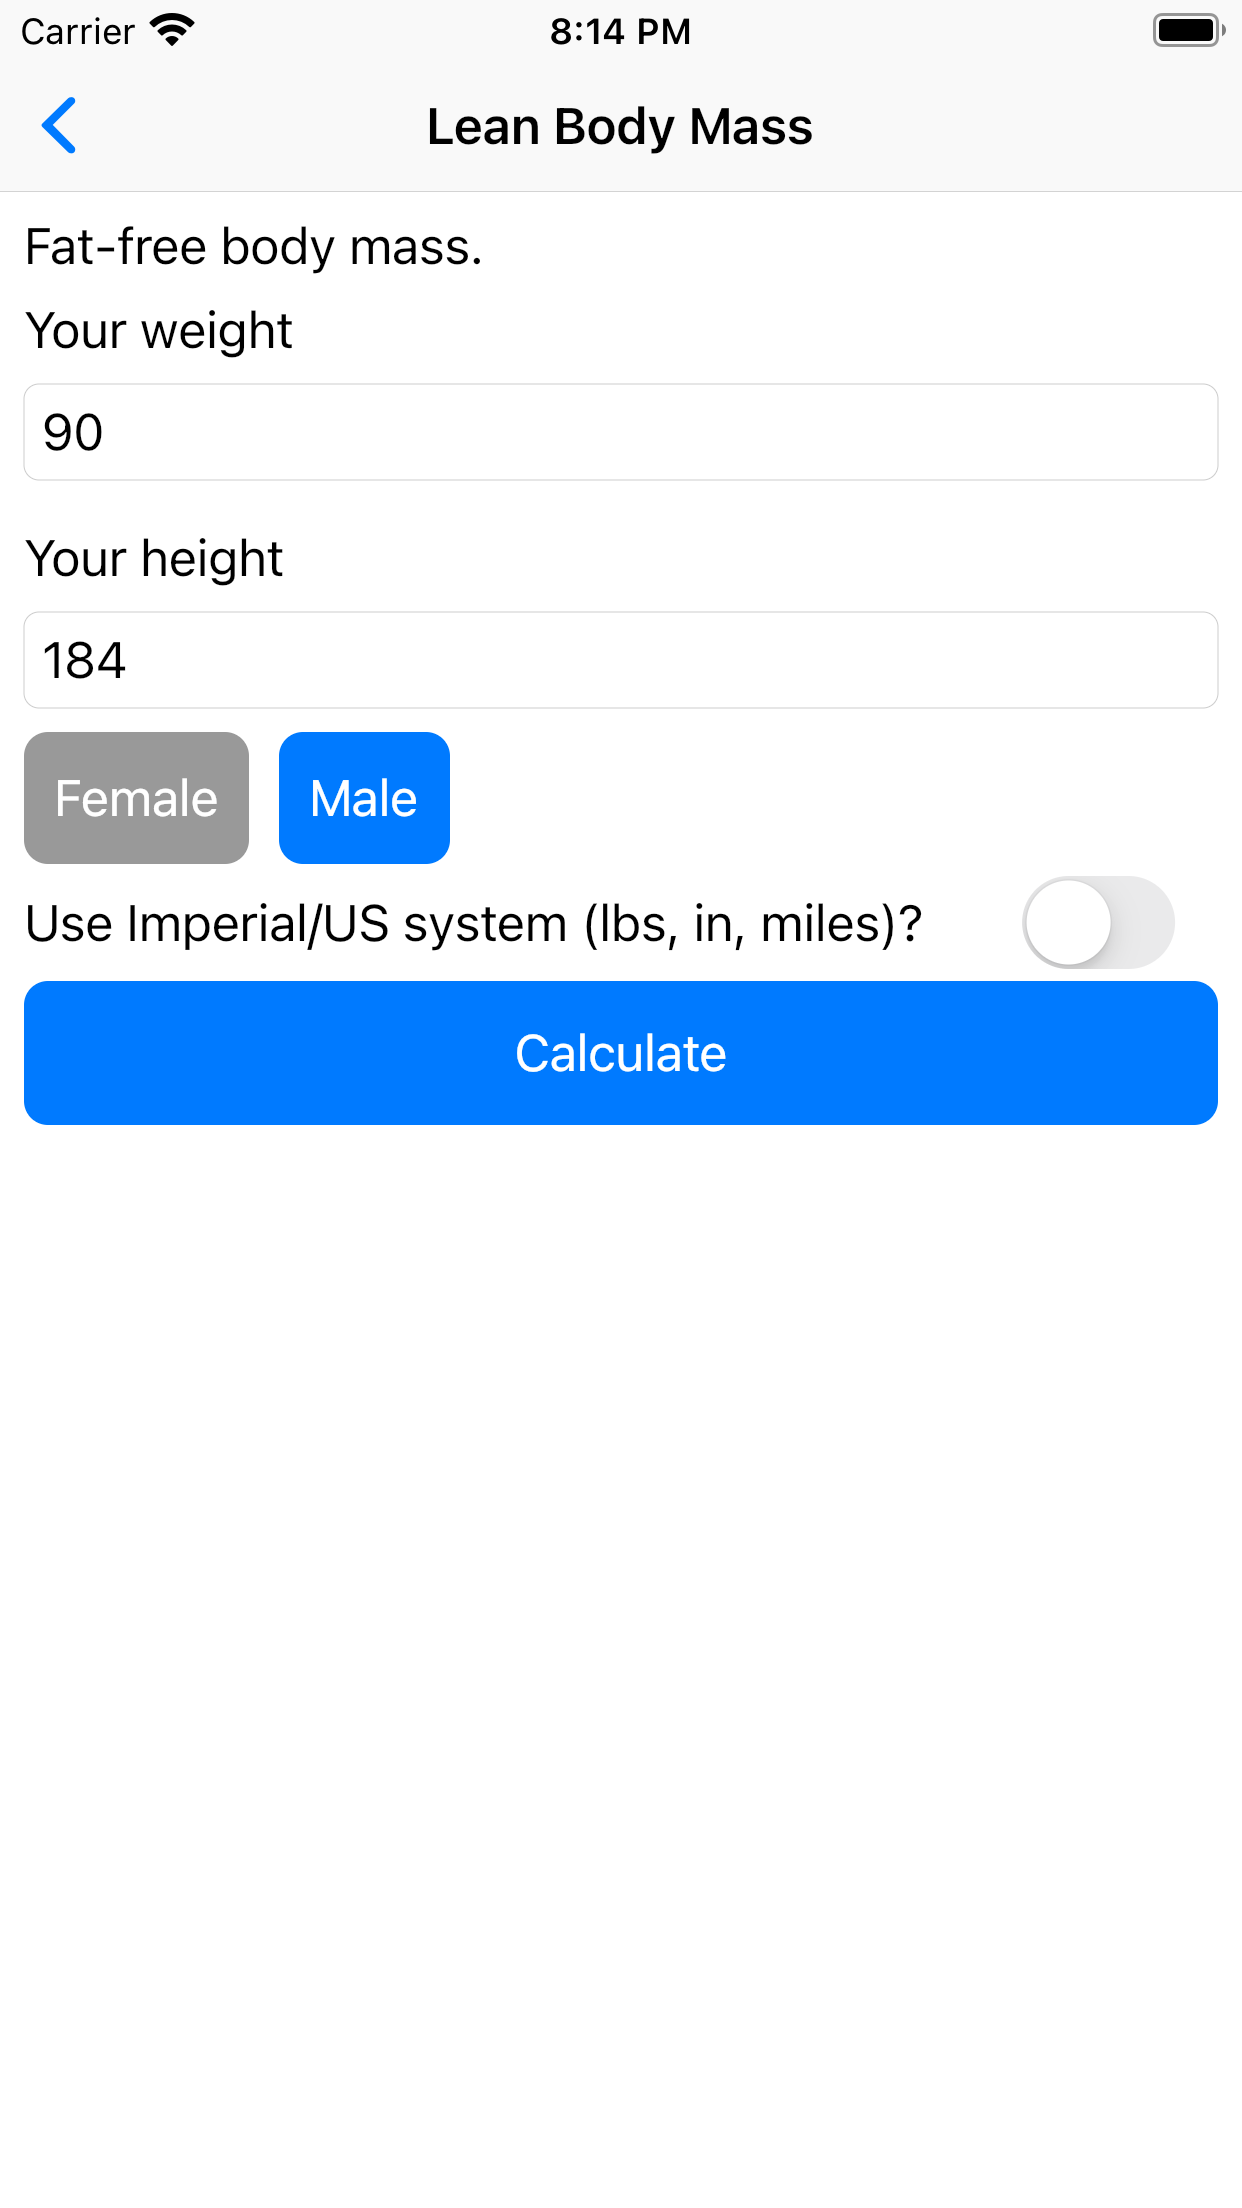 Carrier 8:14 PM
Lean Body Mass
Fat-free body mass.
Your weight
90
Your height
184
Female Male
Use Imperial/US system (lbs, in, miles)?
Calculate